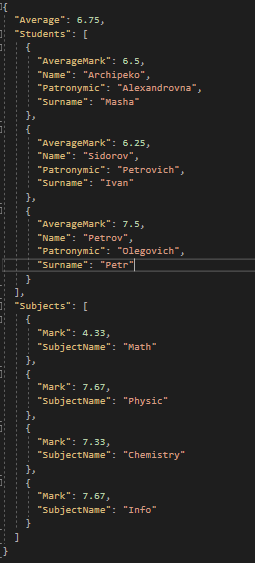 {
"Average": 6.75,
"Students": [
{
"AverageMark": 6.5,
"Name": "Archipeko",
"Patronymic": "Alexandrovna",
"Surname": "Masha"
},
{
"AverageMark": 6.25,
"Name": "Sidorov",
"Patronymic": "Petrovich",
"Surname": "Ivan"
},
{
"AverageMark": 7.5,
"Name": "Petrov",
"Patronymic": "Olegovich",
"Surname": "Petr"
}
],
"Subjects": [
{
"Mark": 4.33,
"SubjectName": "Math"
},
{
"Mark": 7.67,
"SubjectName": "Physic"
},
{
"Mark": 7.33,
"SubjectName": "Chemistry"
},
{
"Mark": 7.67,
"SubjectName": "Info"
}
]
}